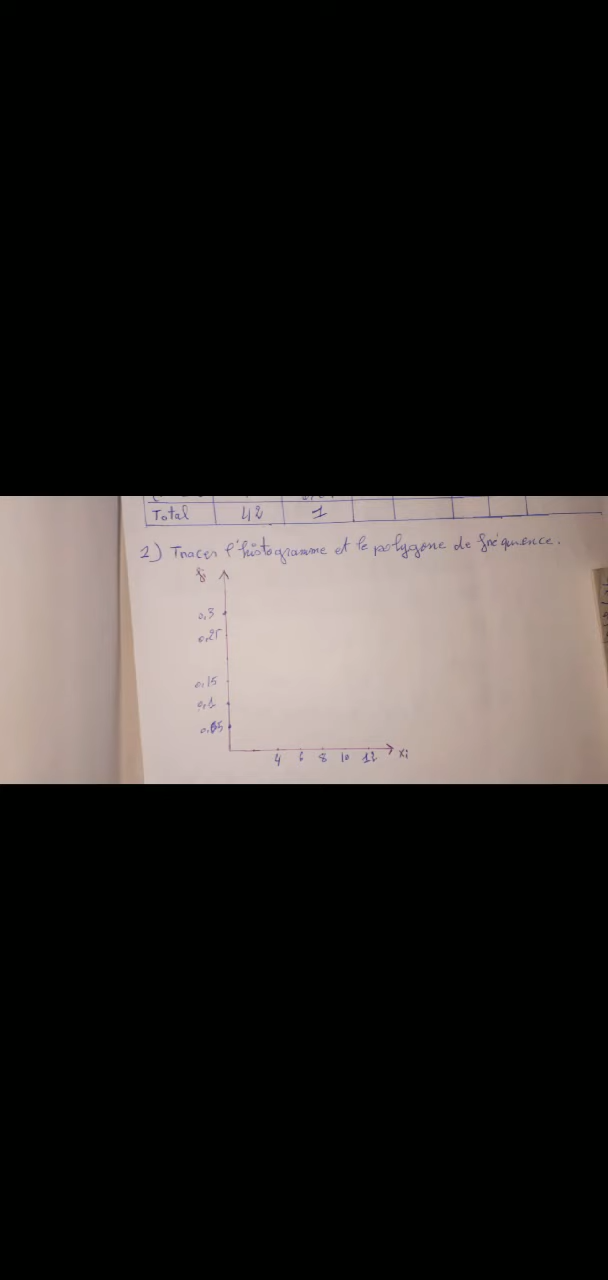 Total 42 1
2) Tracer l'histogramme et le polygone de fréquence.
0,3
0,25
0,15
0,1
0,05
4 6 8 10 12 xi